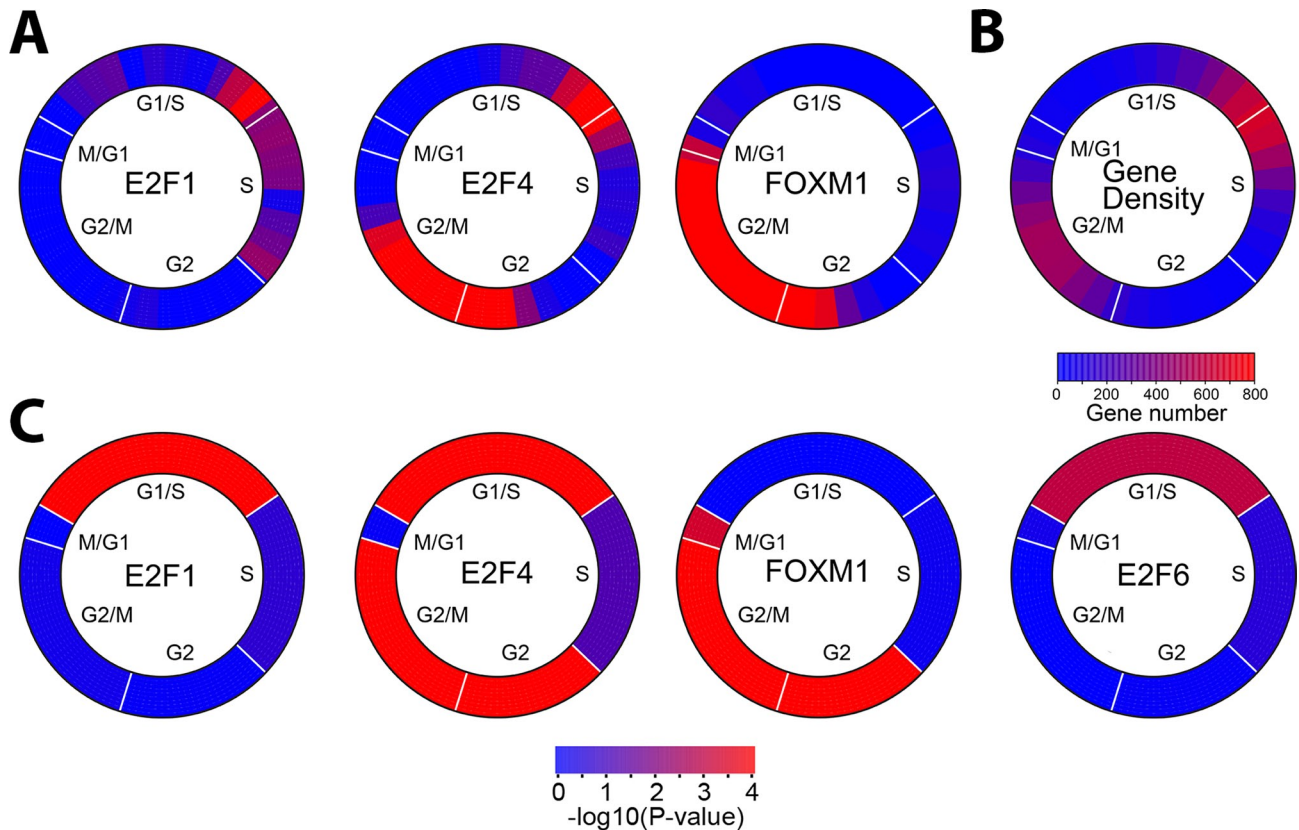 A
B
G1/S
M/G1
E2F1
S
G2/M
G2
G1/S
M/G1
E2F4
S
G2/M
G2
G1/S
M/G1
FOXM1
S
G2/M
G2
G1/S
M/G1
Gene
Density
S
G2/M
G2
0 200 400 600 800
Gene number
C
G1/S
M/G1
E2F1
S
G2/M
G2
G1/S
M/G1
E2F4
S
G2/M
G2
G1/S
M/G1
FOXM1
S
G2/M
G2
G1/S
M/G1
E2F6
S
G2/M
G2
0 1 2 3 4
-log10(P-value)